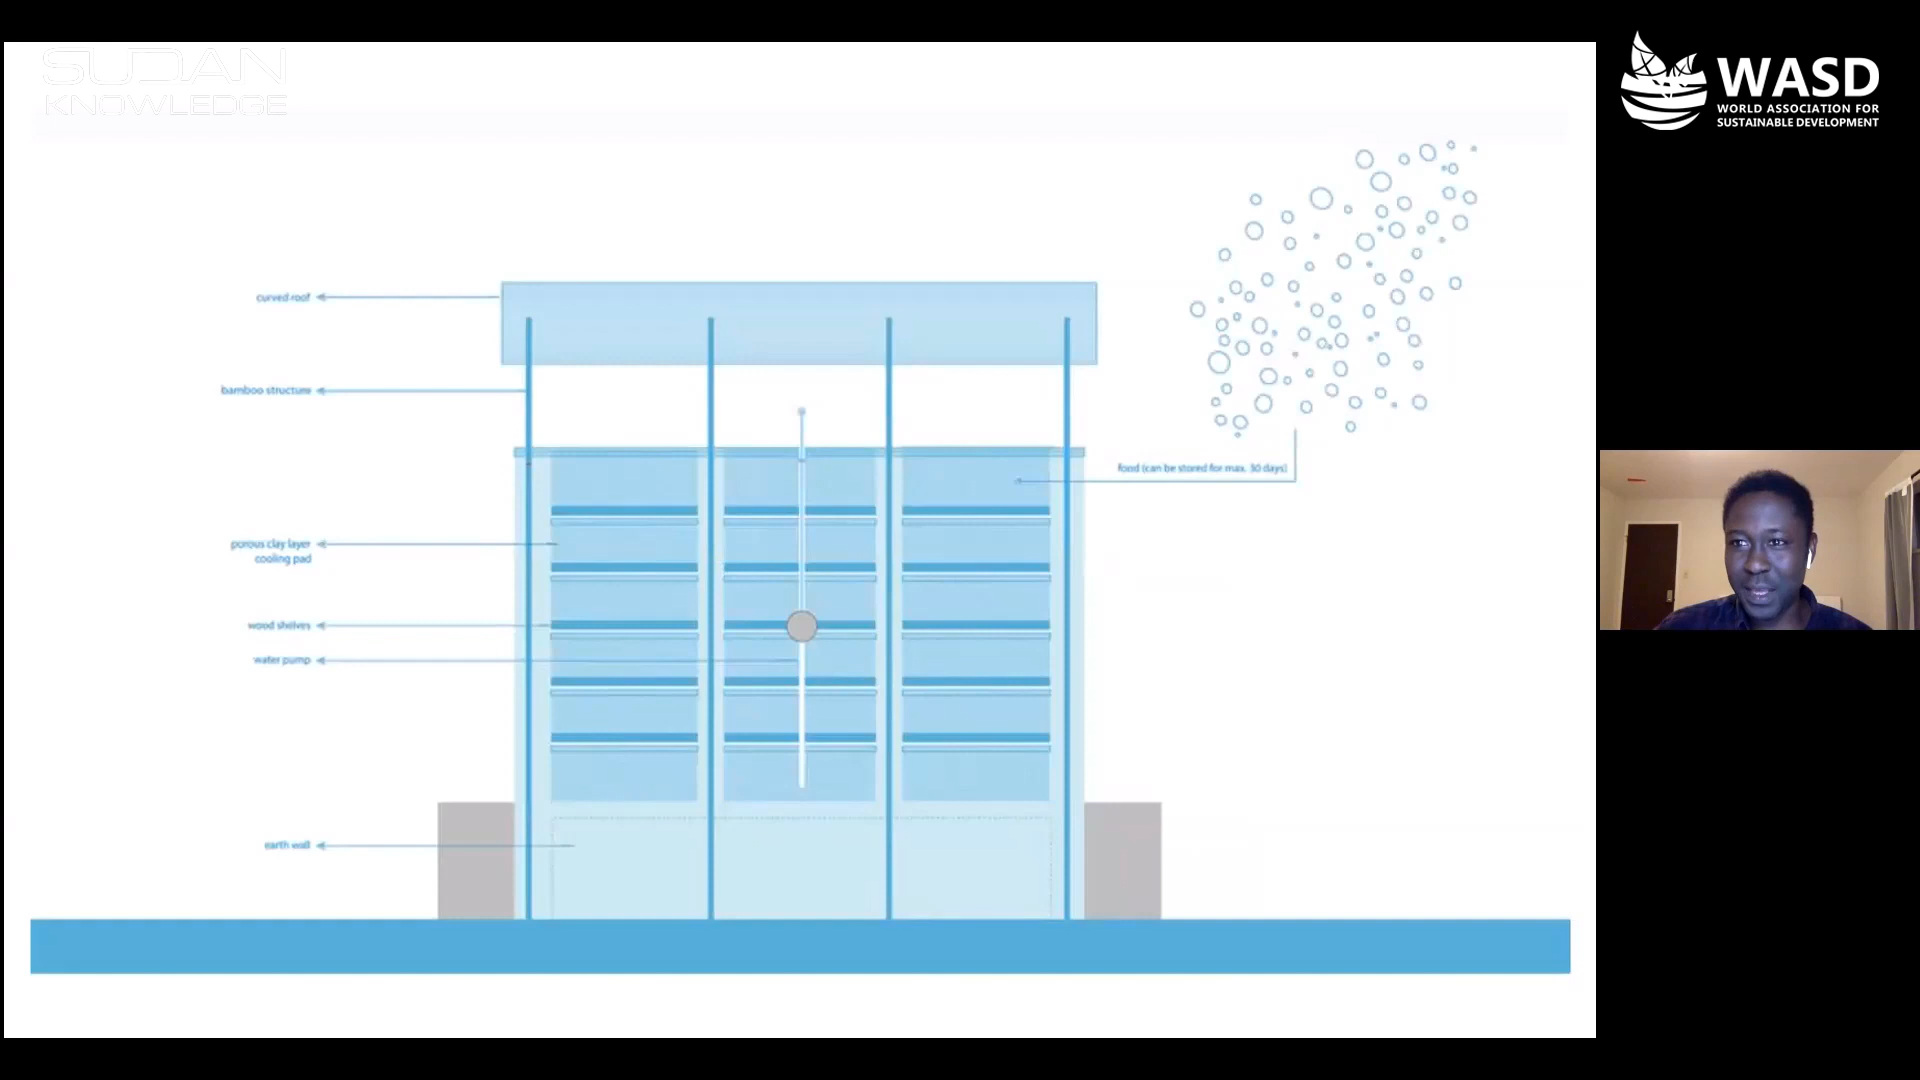 SUDAN
KNOWLEDGE
WASD
WORLD ASSOCIATION FOR
SUSTAINABLE DEVELOPMENT
curved roof
bamboo structure
food (can be stored for max. 30 days)
porous clay layer
cooling pad
wood shelves
water pump
earth wall